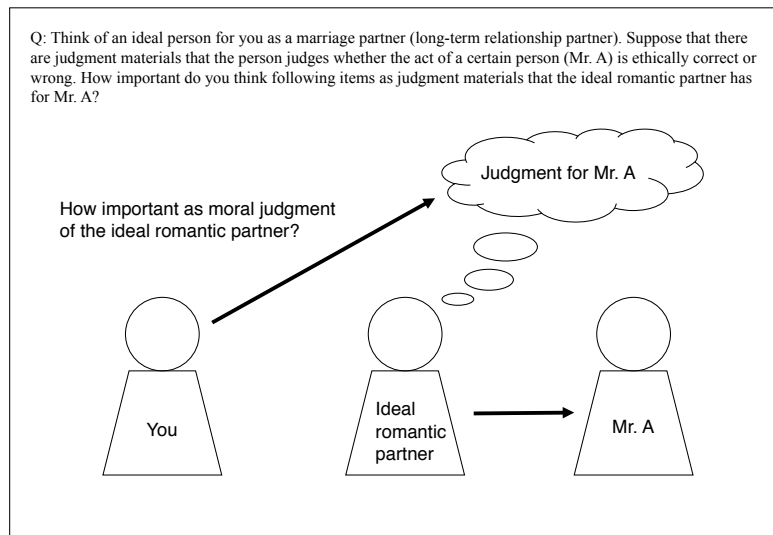 Q: Think of an ideal person for you as a marriage partner (long-term relationship partner). Suppose that there
are judgment materials that the person judges whether the act of a certain person (Mr. A) is ethically correct or
wrong. How important do you think following items as judgment materials that the ideal romantic partner has
for Mr. A?
Judgment for Mr. A
How important as moral judgment
of the ideal romantic partner?
You
Ideal
romantic
partner
Mr. A